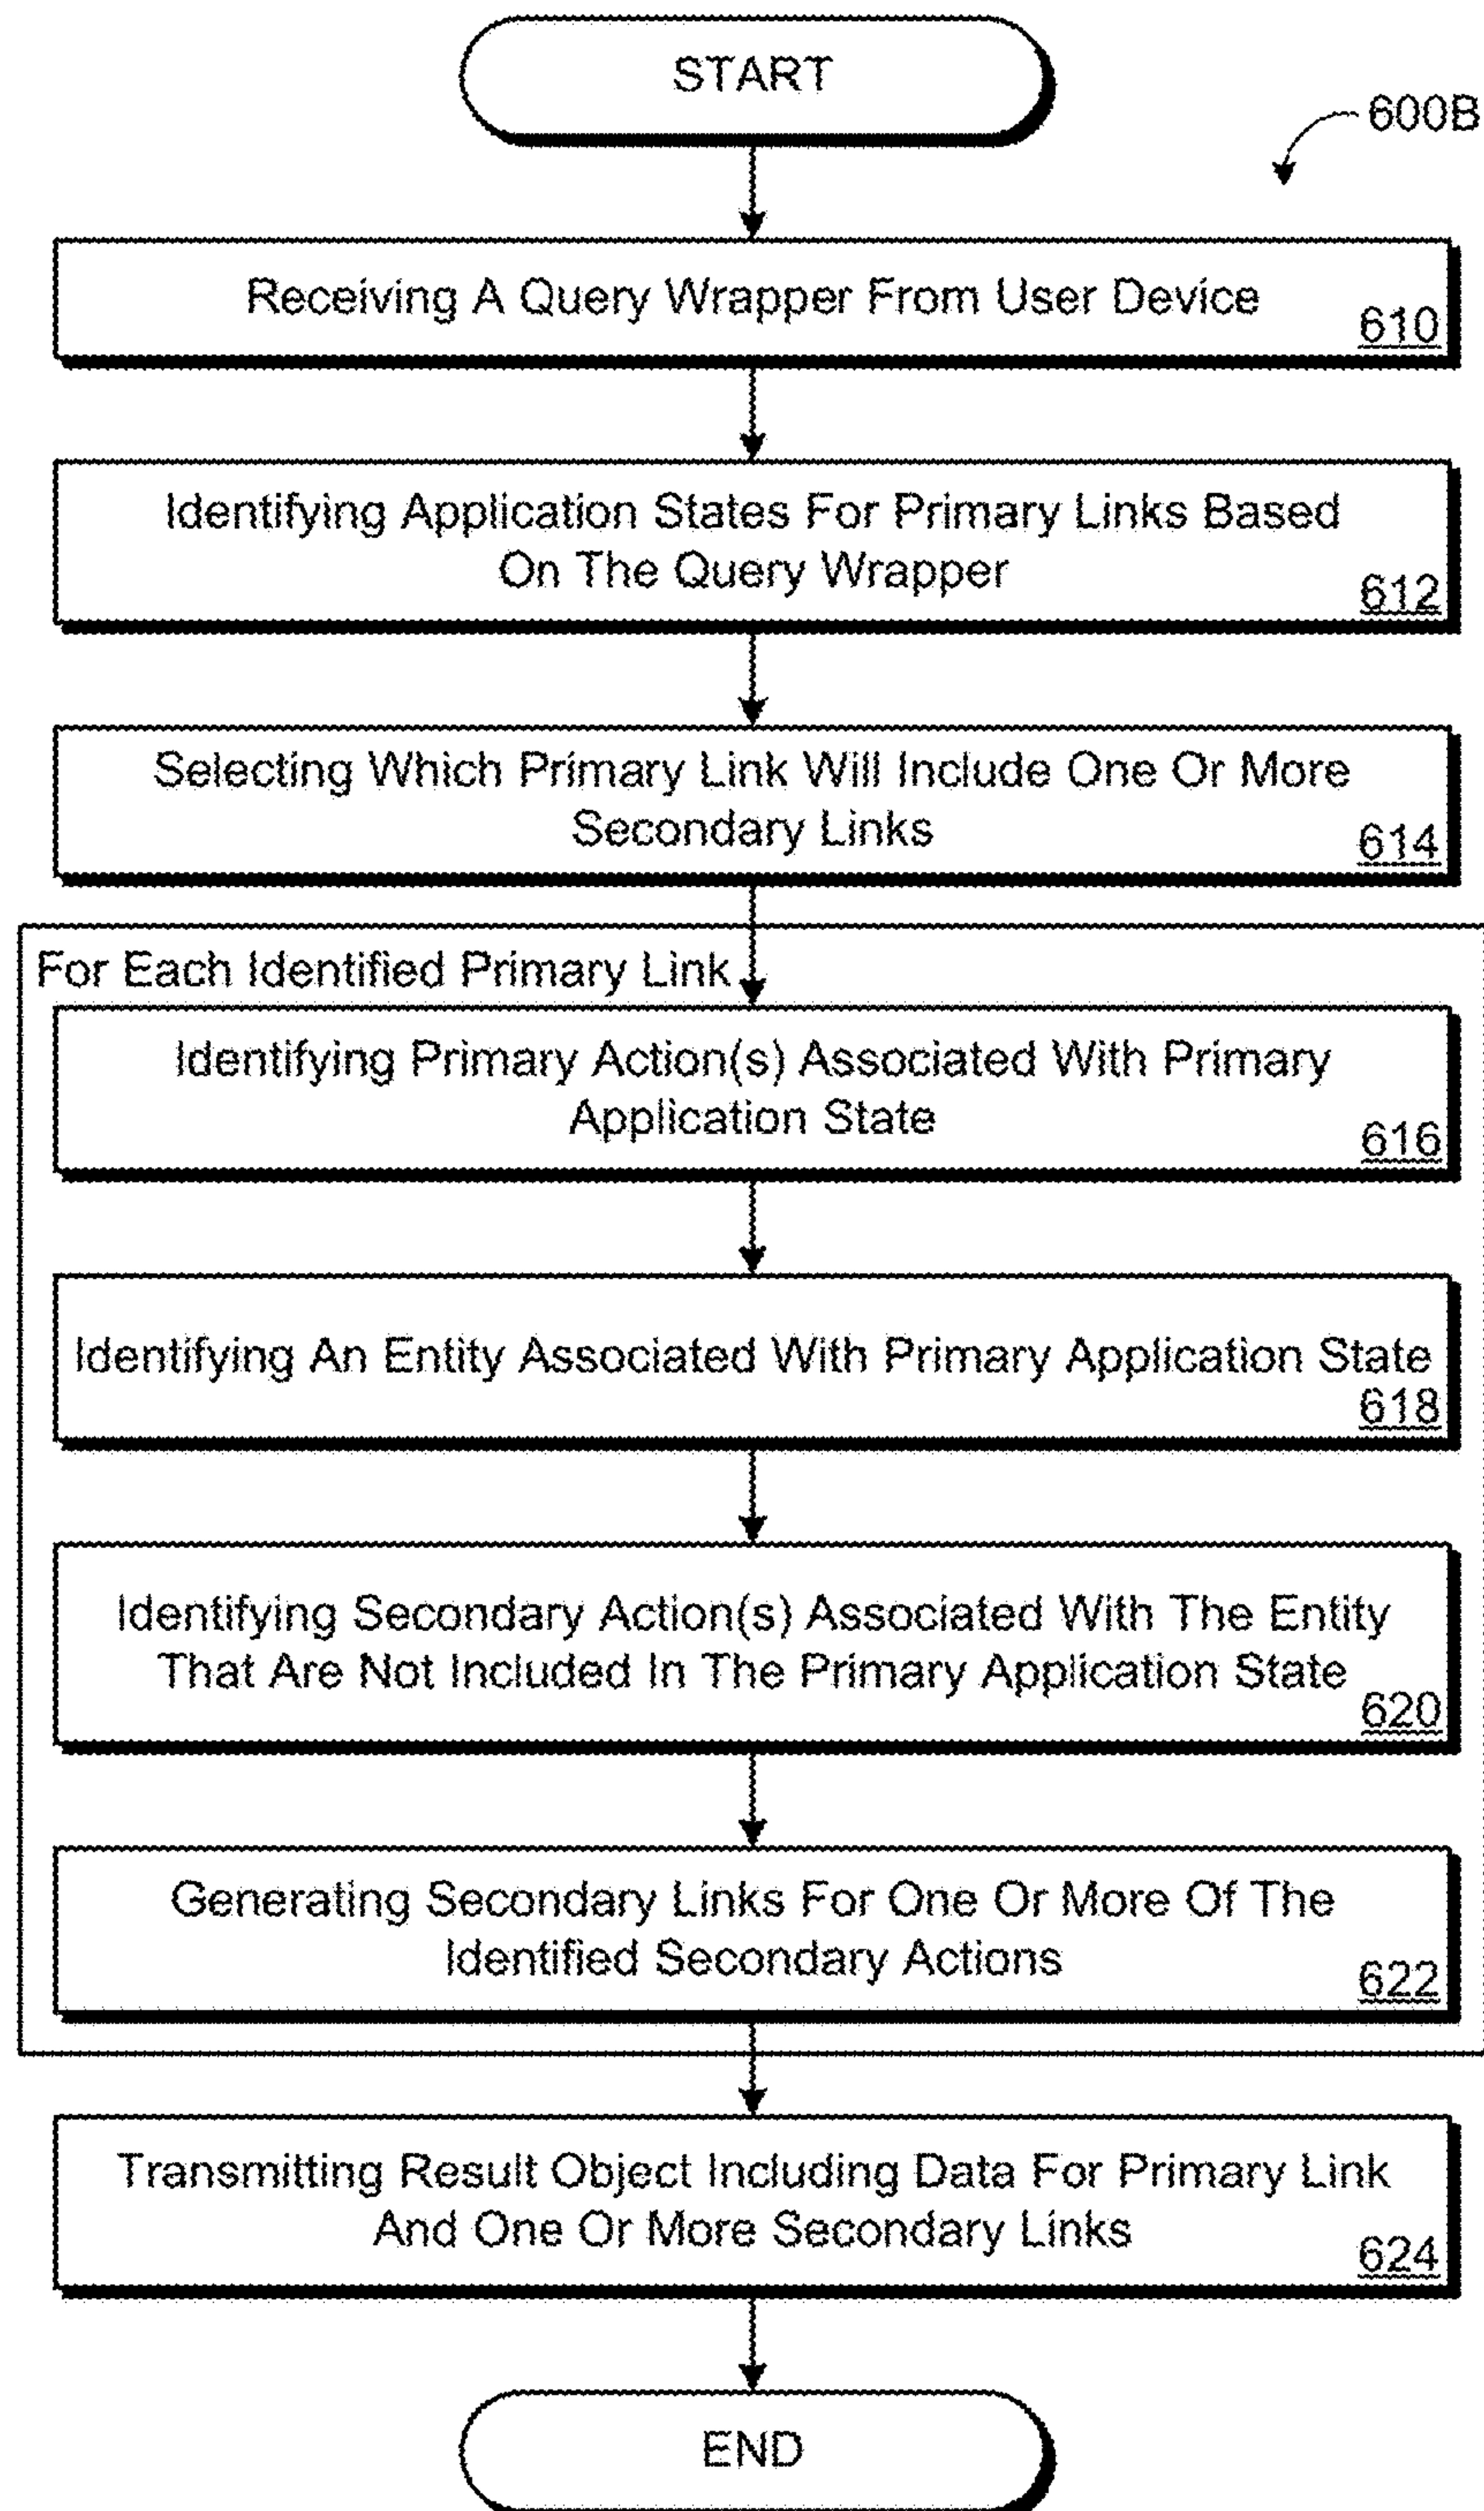 START
600B
Receiving A Query Wrapper From User Device
610
Identifying Application States For Primary Links Based
On The Query Wrapper
612
Selecting Which Primary Link Will Include One Or More
Secondary Links
614
For Each Identified Primary Link
Identifying Primary Action(s) Associated With Primary
Application State
616
Identifying An Entity Associated With Primary Application State
618
Identifying Secondary Action(s) Associated With The Entity
That Are Not Included In The Primary Application State
620
Generating Secondary Links For One Or More Of The
Identified Secondary Actions
622
Transmitting Result Object Including Data For Primary Link
And One Or More Secondary Links
624
END